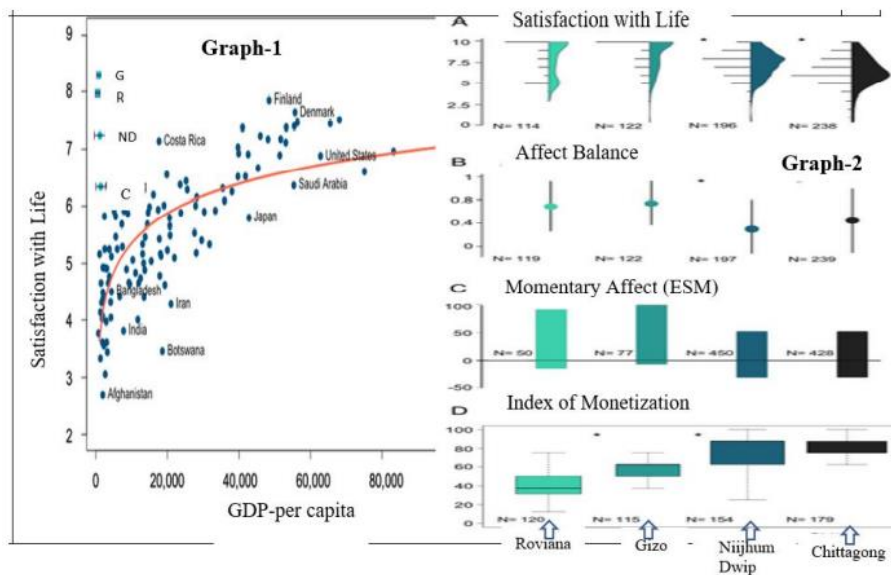 Graph-1
9
8
7
6
5
4
3
2
G
R
ND
C
Finland
Denmark
Costa Rica
United States
Saudi Arabia
Japan
Bangladesh
Iran
India
Botswana
Afghanistan
0
20,000
40,000
60,000
80,000
Satisfaction with Life
GDP-per capita
A
Satisfaction with Life
10
7.5
5
2.5
0
N= 114
N= 122
N= 196
N= 238
B
Affect Balance
Graph-2
1
0.8
0.4
0
N= 119
N= 122
N= 197
N= 239
C
Momentary Affect (ESM)
100
50
0
-50
N= 50
N= 77
N= 450
N= 428
D
Index of Monetization
100
80
60
40
20
0
N= 120
N= 115
N= 154
N= 179
Roviana
Gizo
Niijhum
Dwip
Chittagong